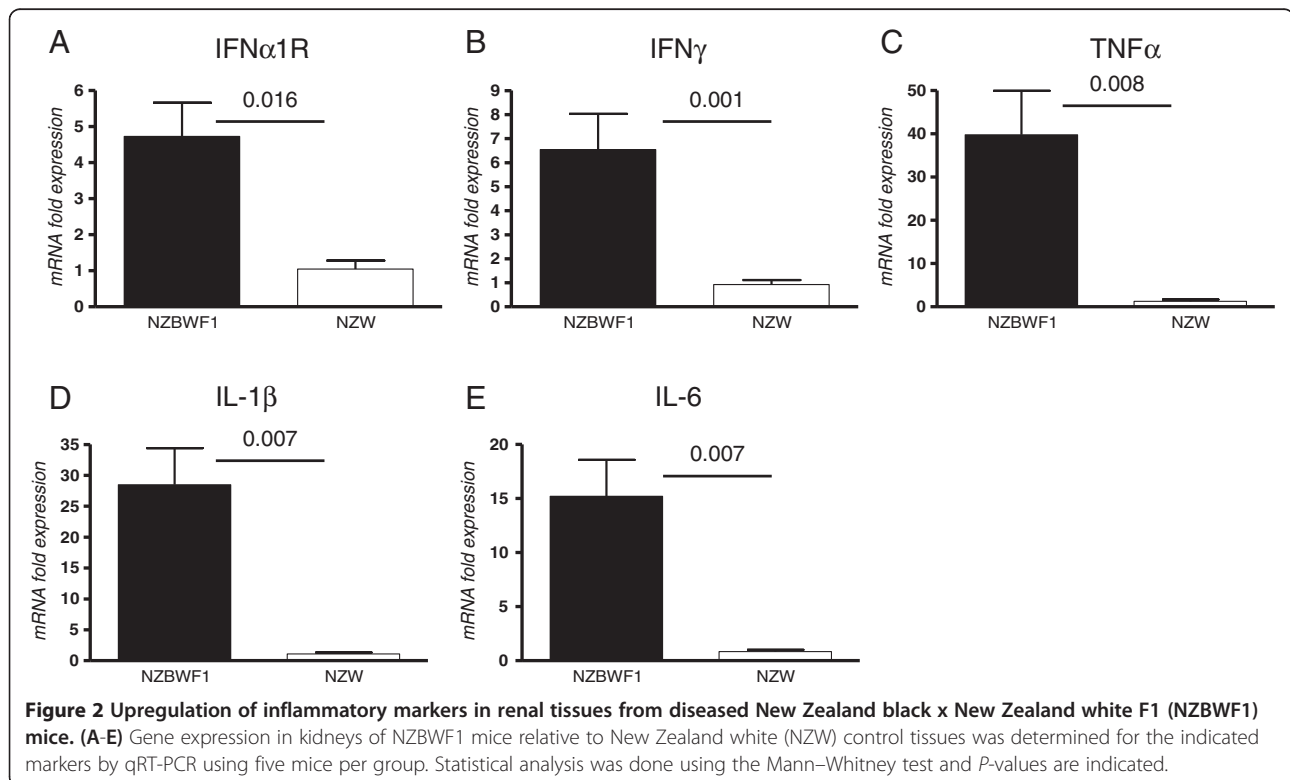 A
IFNα1R
mRNA fold expression
6
5
4
3
2
1
0
0.016
NZBWF1
NZW
B
IFNγ
mRNA fold expression
9
8
7
6
5
4
3
2
1
0
0.001
NZBWF1
NZW
C
TNFα
mRNA fold expression
50
40
30
20
10
0
0.008
NZBWF1
NZW
D
IL-1β
mRNA fold expression
35
30
25
20
15
10
5
0
0.007
NZBWF1
NZW
E
IL-6
mRNA fold expression
20
15
10
5
0
0.007
NZBWF1
NZW
Figure 2 Upregulation of inflammatory markers in renal tissues from diseased New Zealand black x New Zealand white F1 (NZBWF1)
mice. (A-E) Gene expression in kidneys of NZBWF1 mice relative to New Zealand white (NZW) control tissues was determined for the indicated
markers by qRT-PCR using five mice per group. Statistical analysis was done using the Mann–Whitney test and P-values are indicated.